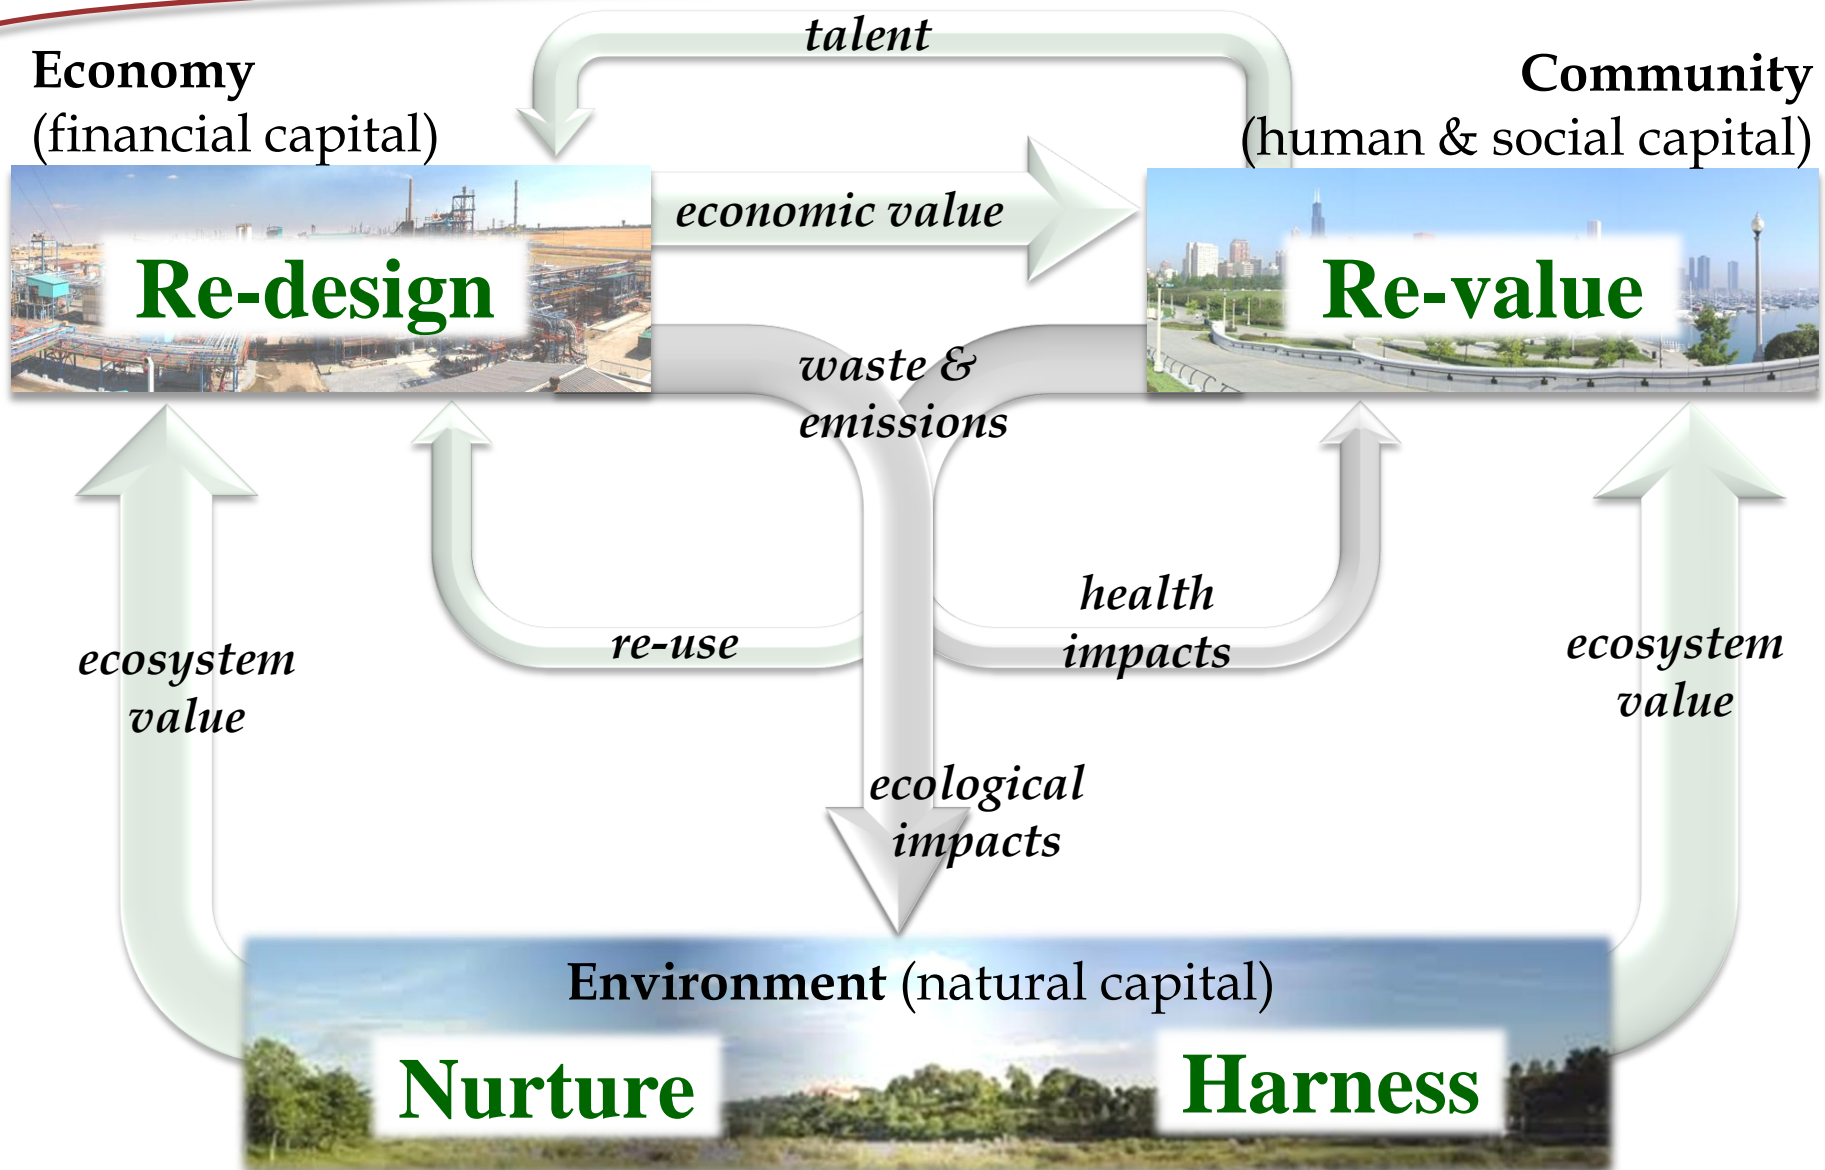 talent
Economy
(financial capital)
Community
(human & social capital)
economic value
Re-design
Re-value
waste &
emissions
re-use
health
impacts
ecosystem
value
ecosystem
value
ecological
impacts
Environment (natural capital)
Nurture
Harness